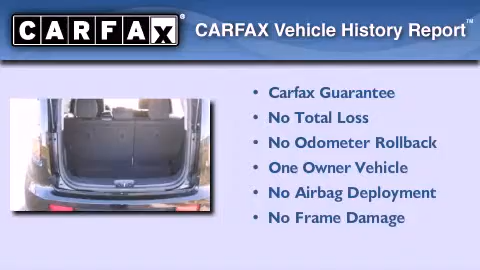 CARFAX® CARFAX Vehicle History Report™
• Carfax Guarantee
• No Total Loss
• No Odometer Rollback
• One Owner Vehicle
• No Airbag Deployment
• No Frame Damage